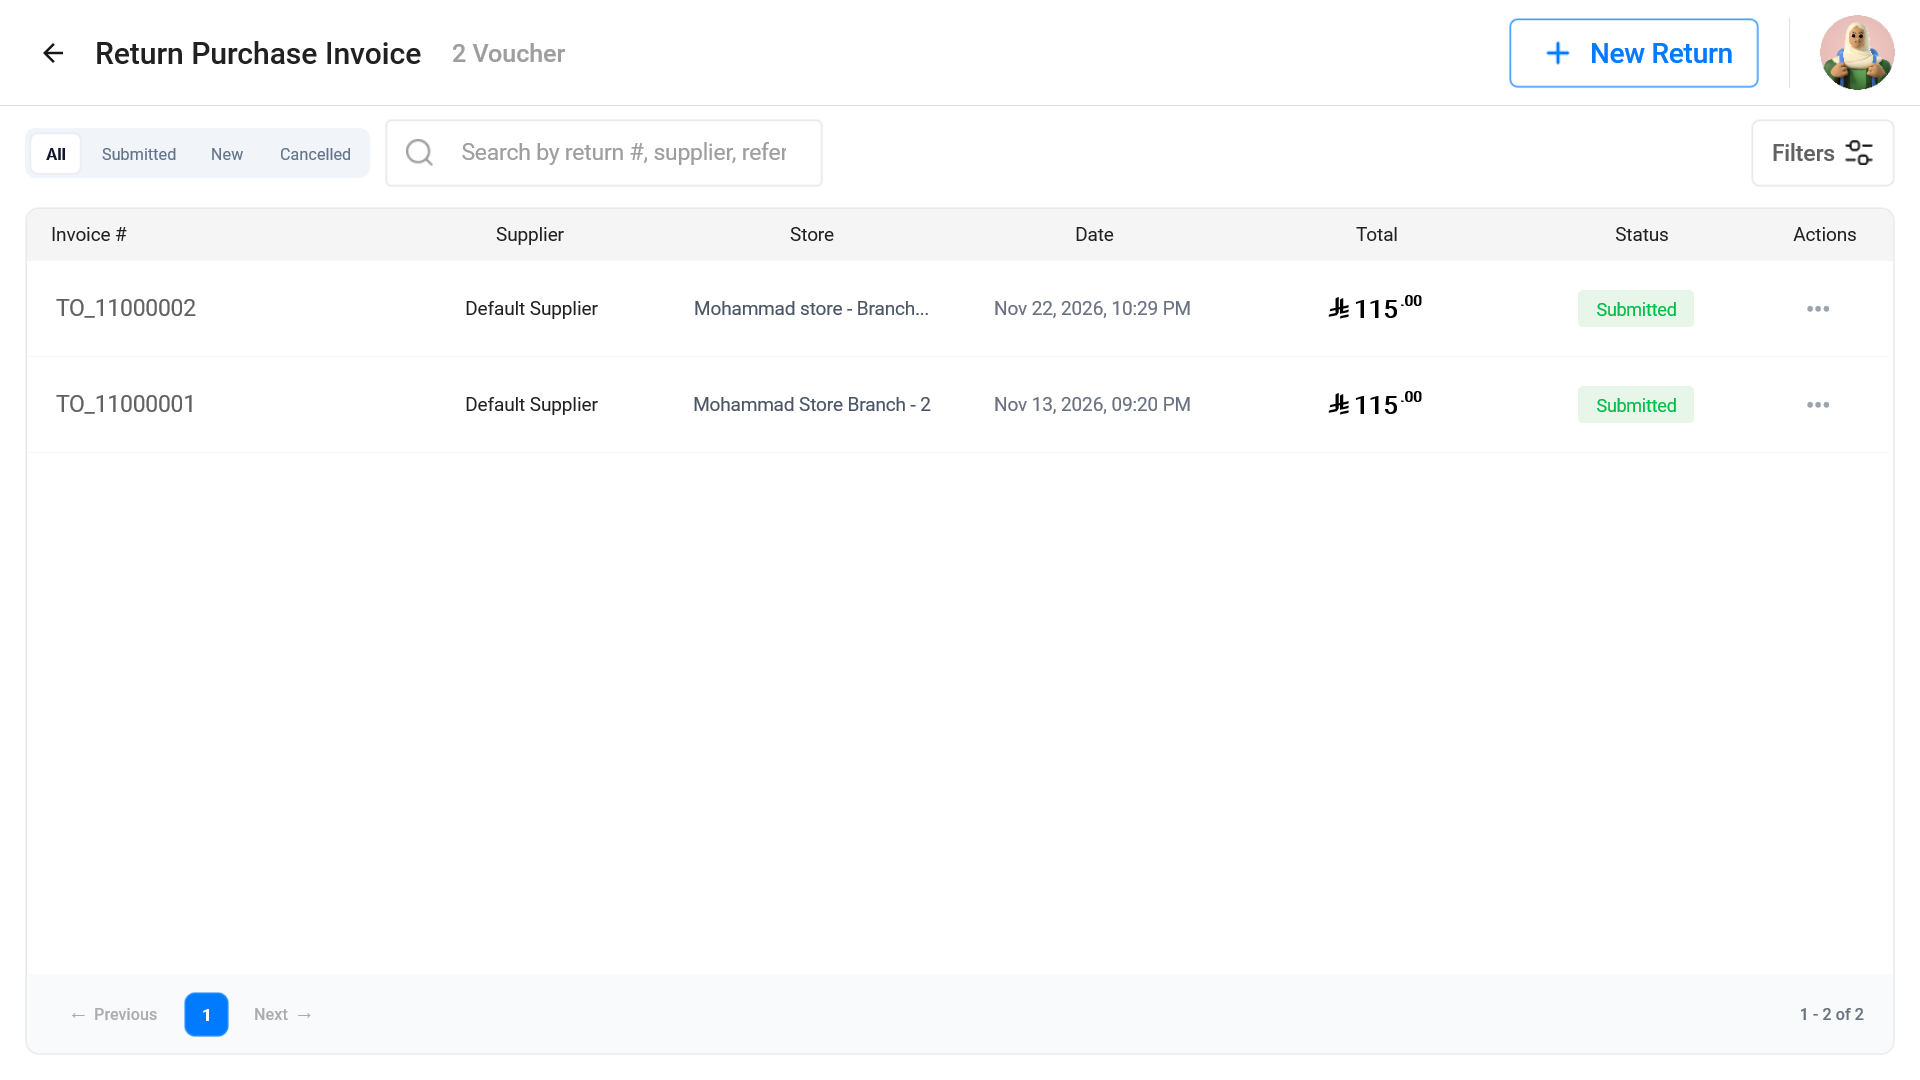 Return Purchase Invoice 2 Voucher
+ New Return
All Submitted New Cancelled
Search by return #, supplier, refer
Filters
Invoice # Supplier Store Date Total Status Actions
TO_11000002 Default Supplier Mohammad store - Branch... Nov 22, 2026, 10:29 PM 115.00 Submitted
TO_11000001 Default Supplier Mohammad Store Branch - 2 Nov 13, 2026, 09:20 PM 115.00 Submitted
← Previous 1 Next →
1 - 2 of 2